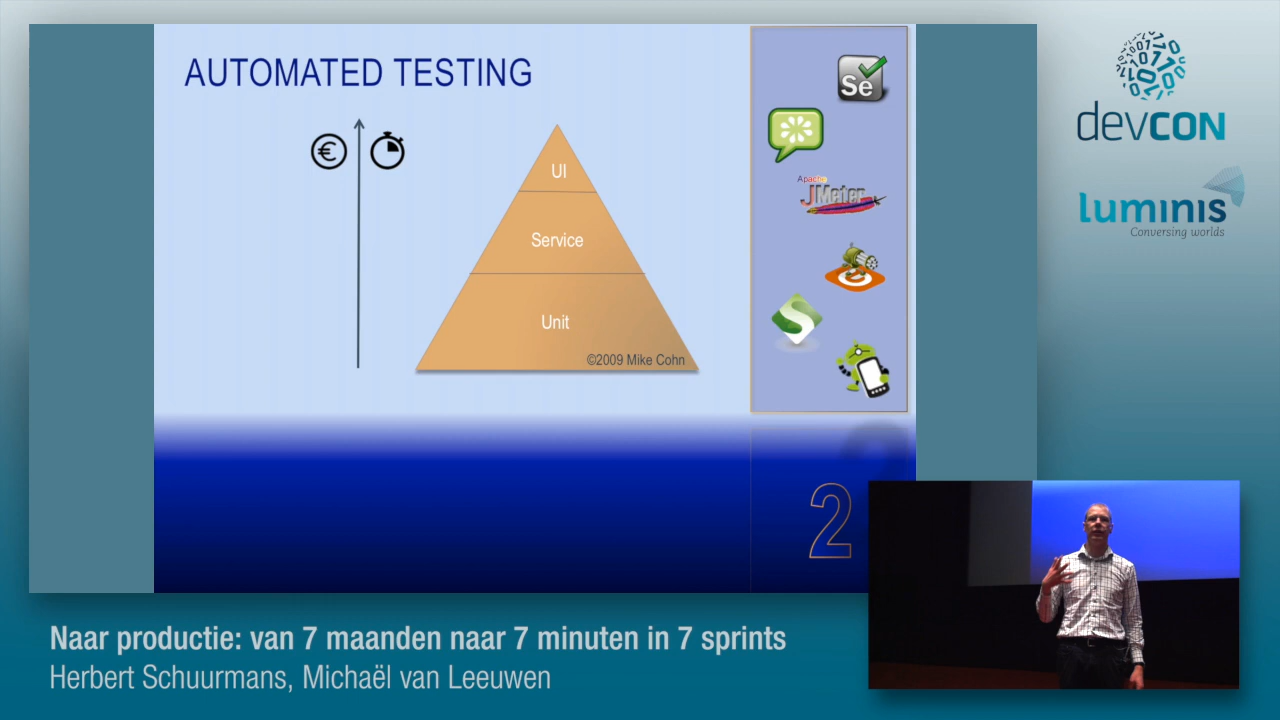 AUTOMATED TESTING
€
UI
Service
Unit
©2009 Mike Cohn
Se
Apache
JMeter
S
2
devCON
luminis
Conversing worlds
Naar productie: van 7 maanden naar 7 minuten in 7 sprints
Herbert Schuurmans, Michaël van Leeuwen